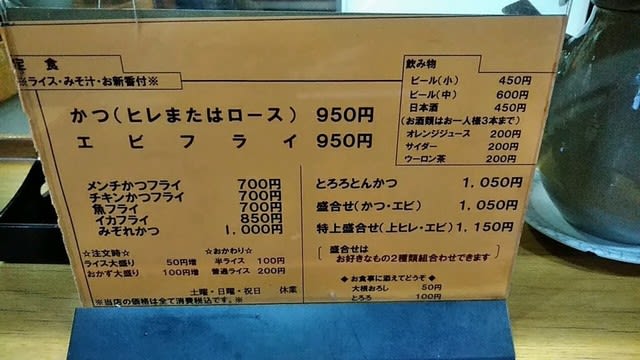 定食
※ライス・みそ汁・お新香付※
かつ(ヒレまたはロース) 950円
エビフライ 950円
飲み物
ビール(小) 450円
ビール(中) 600円
日本酒 450円
(お酒類はお一人様3本まで)
オレンジジュース 200円
サイダー 200円
ウーロン茶 200円
メンチかつフライ 700円
チキンかつフライ 700円
魚フライ 700円
イカフライ 850円
みぞれかつ 1,000円
とろろとんかつ 1,050円
盛合せ(かつ・エビ) 1,050円
特上盛合せ(上ヒレ・エビ) 1,150円
盛合せは
お好きなもの2種類組合わせできます
☆注文時☆
ライス大盛り 50円増
おかず大盛り 100円増
☆おかわり☆
半ライス 100円
普通ライス 200円
◆お食事に添えてどうぞ◆
大根おろし 50円
とろろ 100円
土曜・日曜・祝日 休業
※当店の価格は全て消費税込です。※